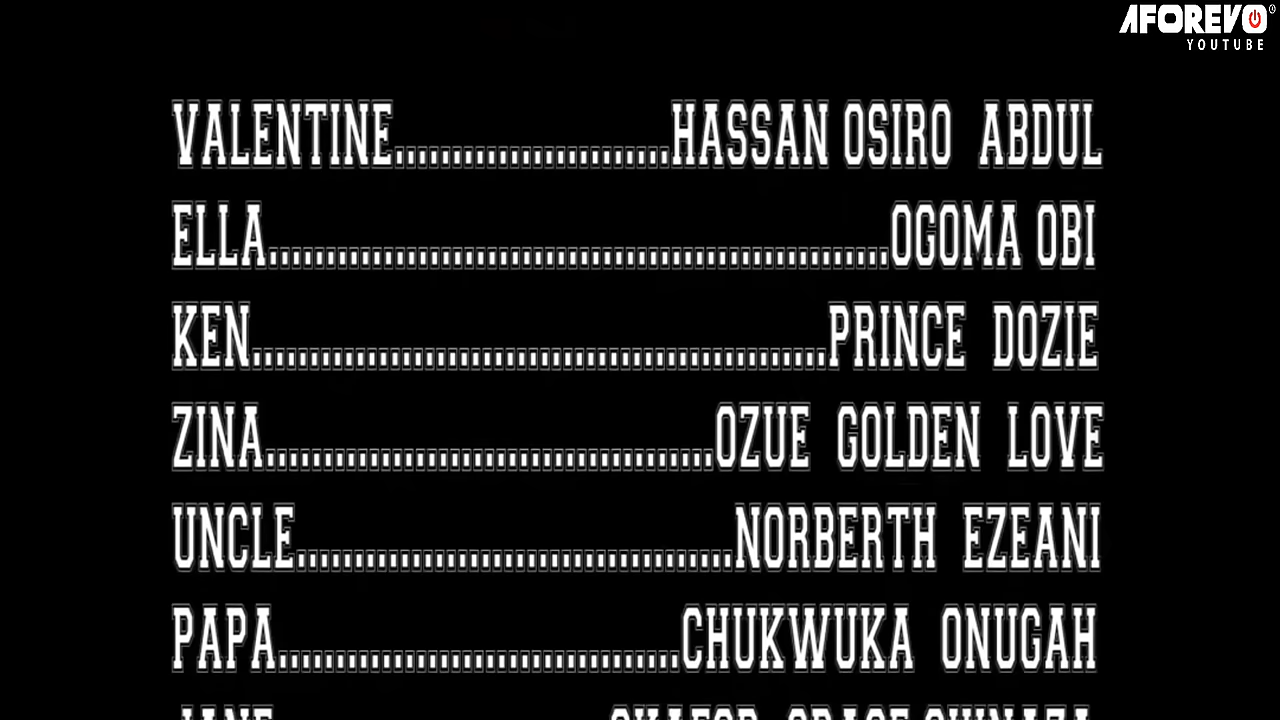 AFOREVO
YOUTUBE
VALENTINE.......................HASSAN OSIRO ABDUL
ELLA.....................................................OGOMA OBI
KEN.................................................PRINCE DOZIE
ZINA......................................OZUE GOLDEN LOVE
UNCLE.....................................NORBERTH EZEANI
PAPA..................................CHUKWUKA ONUGAH